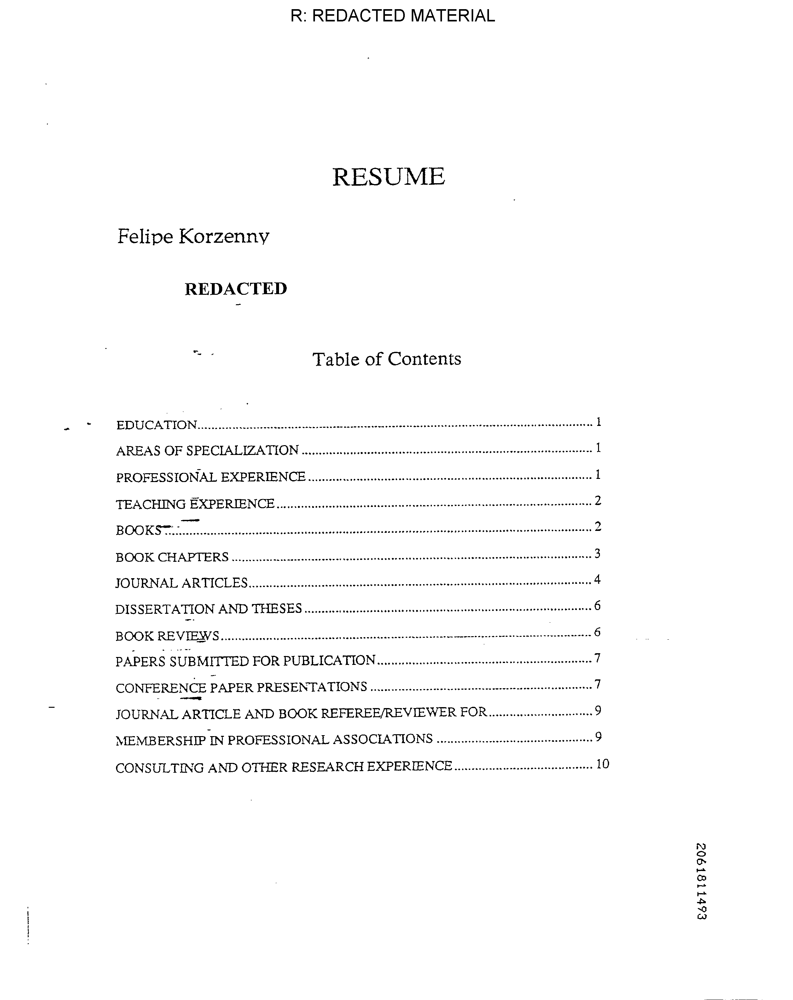 R: REDACTED MATERIAL
RESUME
Felipe Korzenny
REDACTED
Table of Contents
EDUCATION 1
AREAS OF SPECIALIZATION 1
PROFESSIONAL EXPERIENCE 1
TEACHING EXPERIENCE 2
BOOKS 2
BOOK CHAPTERS 3
JOURNAL ARTICLES 4
DISSERTATION AND THESES 6
BOOK REVIEWS 6
PAPERS SUBMITTED FOR PUBLICATION 7
CONFERENCE PAPER PRESENTATIONS 7
JOURNAL ARTICLE AND BOOK REFEREE/REVIEWER FOR 9
MEMBERSHIP IN PROFESSIONAL ASSOCIATIONS 9
CONSULTING AND OTHER RESEARCH EXPERIENCE 10
2061811493